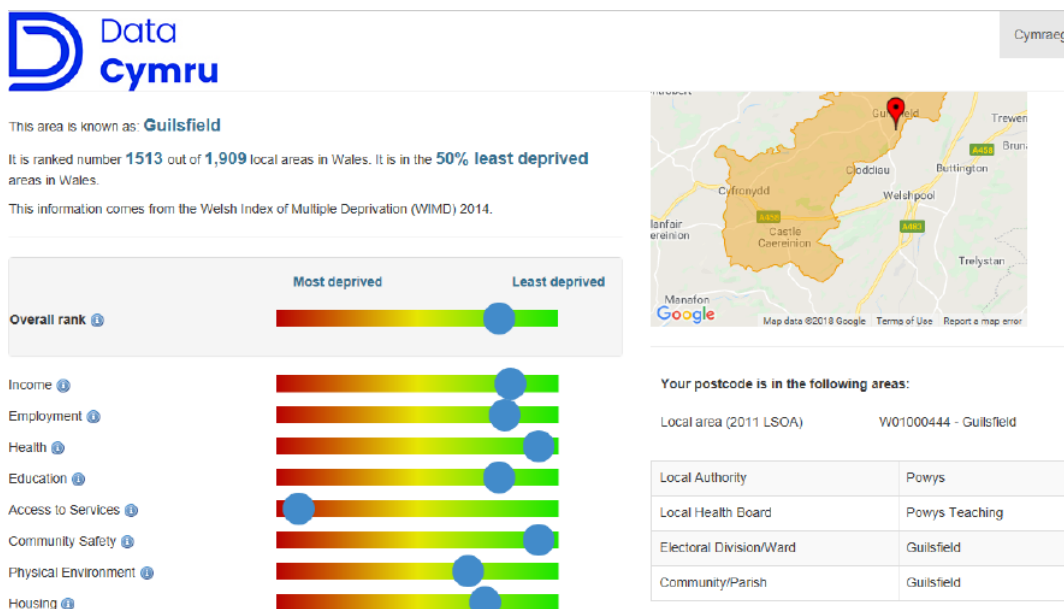 Data
Cymru
Cymraeg
This area is known as: Guilsfield
It is ranked number 1513 out of 1,909 local areas in Wales. It is in the 50% least deprived
areas in Wales.
This information comes from the Welsh Index of Multiple Deprivation (WIMD) 2014.
Most deprived Least deprived
Overall rank
Income
Employment
Health
Education
Access to Services
Community Safety
Physical Environment
Housing
Trewern
A458
Cloddiau
Buttington
Cyfronydd
Welshpool
A458
Castle
Caereinion
A483
Trelystan
Manafon
Google
Map data ©2018 Google Terms of Use Report a map error
Your postcode is in the following areas:
Local area (2011 LSOA) W01000444 - Guilsfield
Local Authority Powys
Local Health Board Powys Teaching
Electoral Division/Ward Guilsfield
Community/Parish Guilsfield